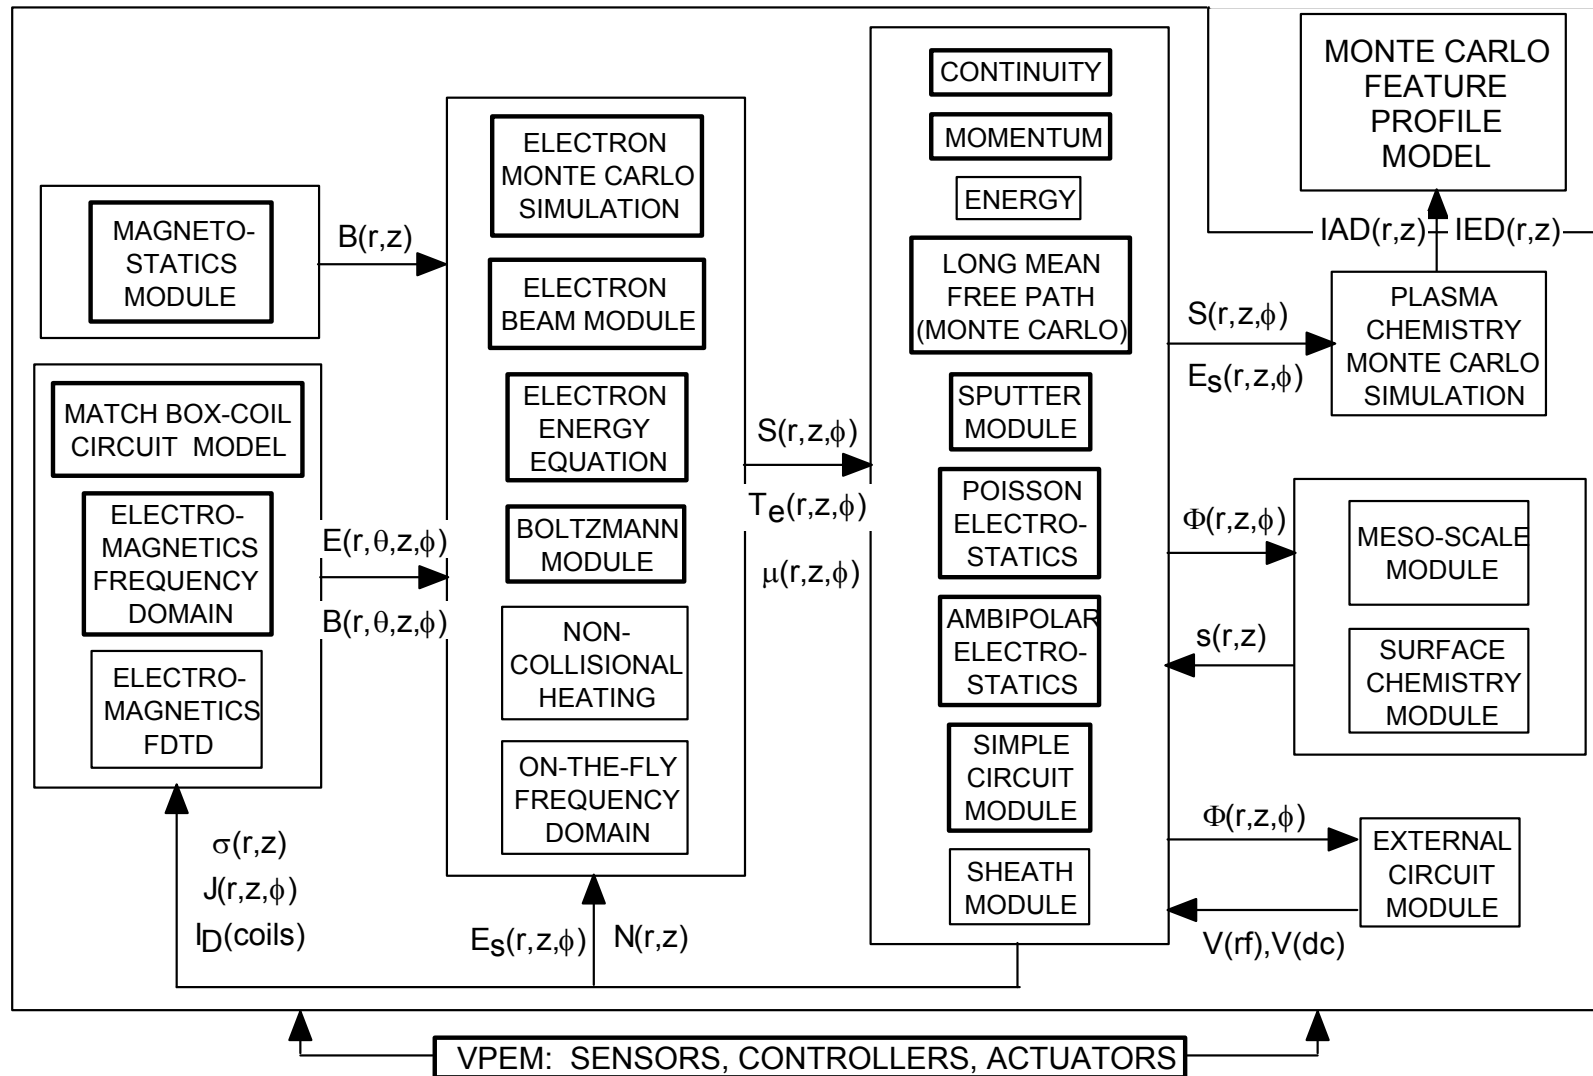 MAGNETO-
STATICS
MODULE
B(r,z)
MATCH BOX-COIL
CIRCUIT MODEL
ELECTRO-
MAGNETICS
FREQUENCY
DOMAIN
ELECTRO-
MAGNETICS
FDTD
E(r,θ,z,ϕ)
B(r,θ,z,ϕ)
σ(r,z)
J(r,z,ϕ)
ID(coils)
ELECTRON
MONTE CARLO
SIMULATION
ELECTRON
BEAM MODULE
ELECTRON
ENERGY
EQUATION
BOLTZMANN
MODULE
NON-
COLLISIONAL
HEATING
ON-THE-FLY
FREQUENCY
DOMAIN
Es(r,z,ϕ)
N(r,z)
S(r,z,ϕ)
Te(r,z,ϕ)
μ(r,z,ϕ)
CONTINUITY
MOMENTUM
ENERGY
LONG MEAN
FREE PATH
(MONTE CARLO)
SPUTTER
MODULE
POISSON
ELECTRO-
STATICS
AMBIPOLAR
ELECTRO-
STATICS
SIMPLE
CIRCUIT
MODULE
SHEATH
MODULE
MONTE CARLO
FEATURE
PROFILE
MODEL
IAD(r,z)
IED(r,z)
S(r,z,ϕ)
Es(r,z,ϕ)
PLASMA
CHEMISTRY
MONTE CARLO
SIMULATION
Φ(r,z,ϕ)
s(r,z)
MESO-SCALE
MODULE
SURFACE
CHEMISTRY
MODULE
Φ(r,z,ϕ)
V(rf),V(dc)
EXTERNAL
CIRCUIT
MODULE
VPEM: SENSORS, CONTROLLERS, ACTUATORS